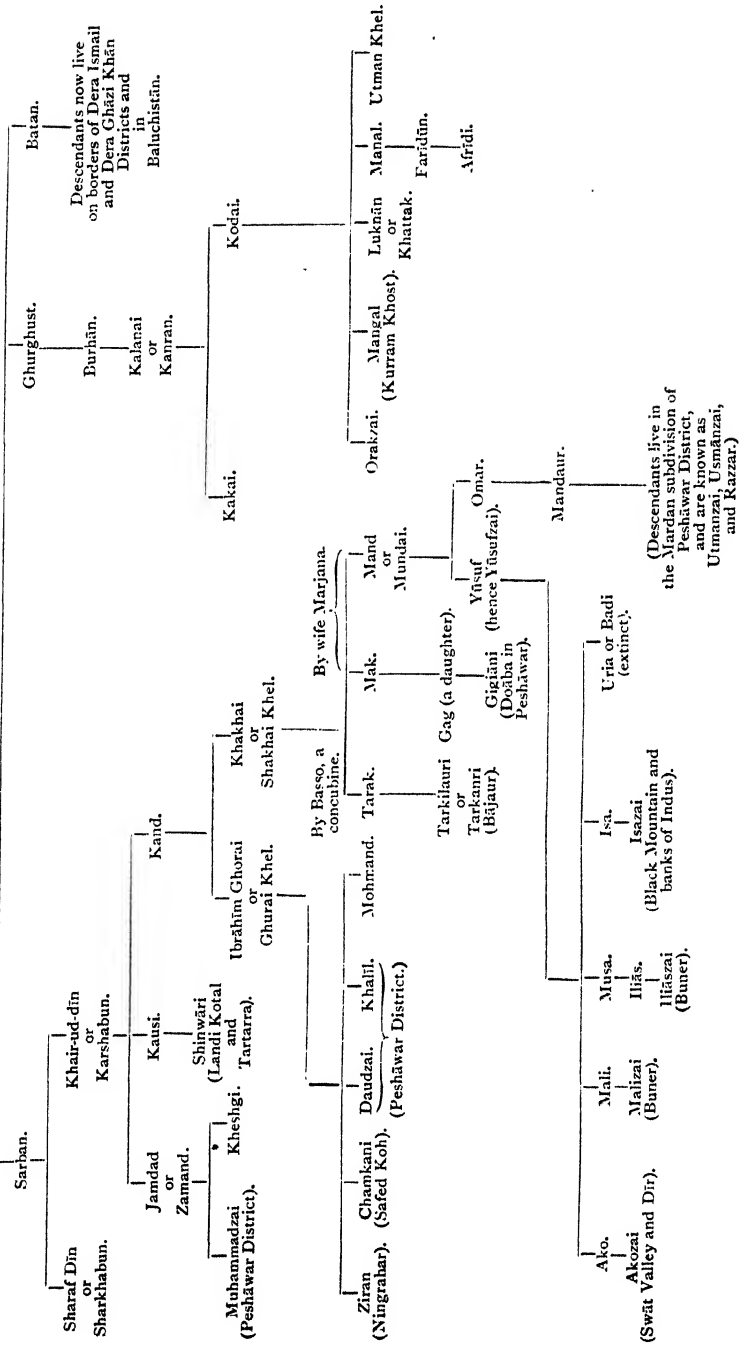 Sarban.
Ghurghust.
Batan.
Sharaf Dīn
or
Sharkhabun.
Khair-ud-dīn
or
Karshabun.
Burhān.
Descendants now live
on borders of Dera Ismail
and Dera Ghāzi Khān
Districts and
in
Baluchistān.
Kalanai
or
Kanran.
Jamdad
or
Zamand.
Kausi.
Kand.
Kakai.
Kodai.
Shinwāri
(Landi Kotal
and
Tartarra).
Muhammadzai
(Peshāwar District).
Kheshgi.
Ibrāhīm Ghorai
or
Ghurai Khel.
Khakhai
or
Shakhai Khel.
Orakzai.
Mangal
(Kurram Khost).
Luknān
or
Khattak.
Manal.
Utman Khel.
Farīdūn.
Afrīdi.
Ziran
(Ningrahar).
Chamkani
(Safed Koh).
Daudzai.
Khalīl.
(Peshāwar District.)
Mohmand.
By Basso, a
concubine.
By wife Marjana.
Tarak.
Mak.
Mand
or
Mundai.
Tarkilauri
or
Tarkanri
(Bājaur).
Gag (a daughter).
Gigiāni
(Doāba in
Peshāwar).
Yūsuf
(hence Yūsufzai).
Omar.
Mandaur.
(Descendants live in
the Mardan subdivision of
Peshāwar District,
and are known as
Utmanzai, Usmānzai,
and Razzar.)
Ako.
Mali.
Musa.
Isa.
Uria or Badi
(extinct).
Akozai
(Swāt Valley and Dīr).
Malizai
(Buner).
Iliās.
Iliāszai
(Buner).
Isazai
(Black Mountain and
banks of Indus).